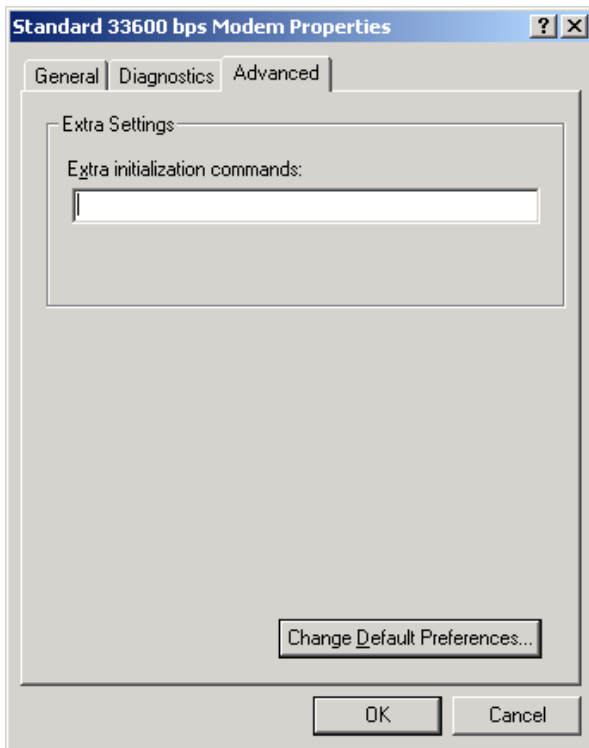 Standard 33600 bps Modem Properties
General Diagnostics Advanced
Extra Settings
Extra initialization commands:
Change Default Preferences...
OK Cancel